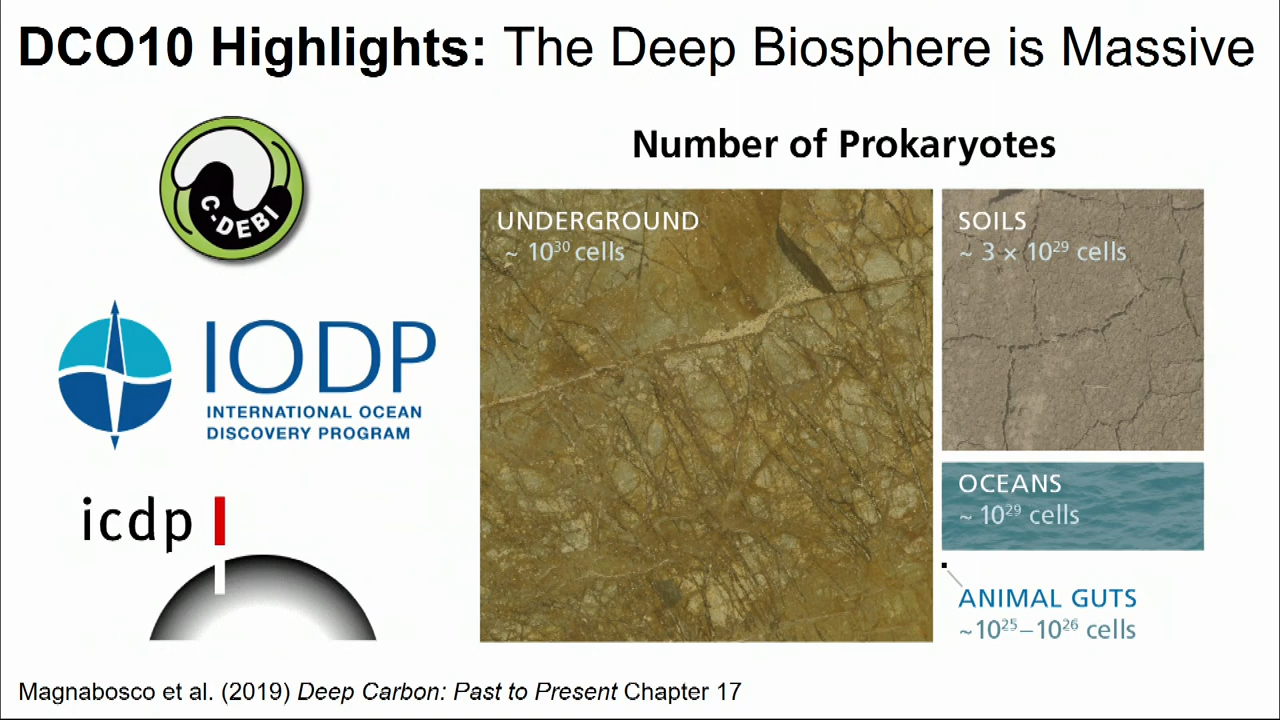 DCO10 Highlights: The Deep Biosphere is Massive
C-DEBI
IODP
INTERNATIONAL OCEAN
DISCOVERY PROGRAM
icdp
Number of Prokaryotes
UNDERGROUND
~ 10³⁰ cells
SOILS
~ 3 × 10²⁹ cells
OCEANS
~ 10²⁹ cells
ANIMAL GUTS
~10²⁵–10²⁶ cells
Magnabosco et al. (2019) Deep Carbon: Past to Present Chapter 17